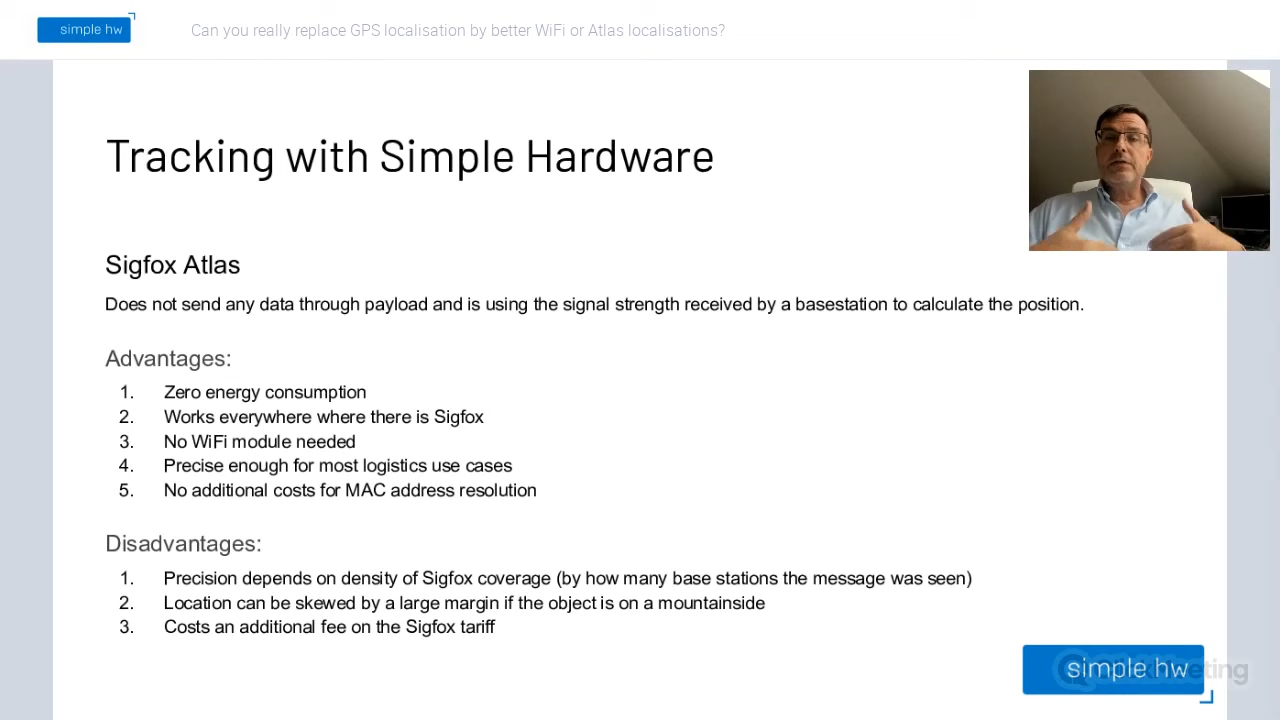 simple hw
Can you really replace GPS localisation by better WiFi or Atlas localisations?
Tracking with Simple Hardware
Sigfox Atlas
Does not send any data through payload and is using the signal strength received by a basestation to calculate the position.
Advantages:
1. Zero energy consumption
2. Works everywhere where there is Sigfox
3. No WiFi module needed
4. Precise enough for most logistics use cases
5. No additional costs for MAC address resolution
Disadvantages:
1. Precision depends on density of Sigfox coverage (by how many base stations the message was seen)
2. Location can be skewed by a large margin if the object is on a mountainside
3. Costs an additional fee on the Sigfox tariff
simple hw